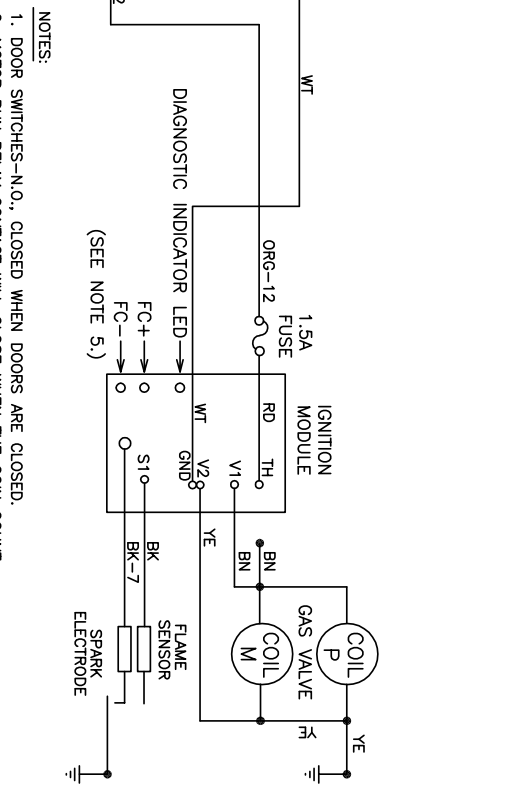 WT
ORG-12
1.5A
FUSE
DIAGNOSTIC INDICATOR LED
FC+
FC-
(SEE NOTE 5.)
IGNITION
MODULE
RD
TH
V1
WT
V2
GND
S1
BN
BN
YE
BK
BK-7
COIL
P
GAS VALVE
COIL
M
YE
YE
FLAME
SENSOR
SPARK
ELECTRODE
NOTES:
1. DOOR SWITCHES-N.O., CLOSED WHEN DOORS ARE CLOSED.